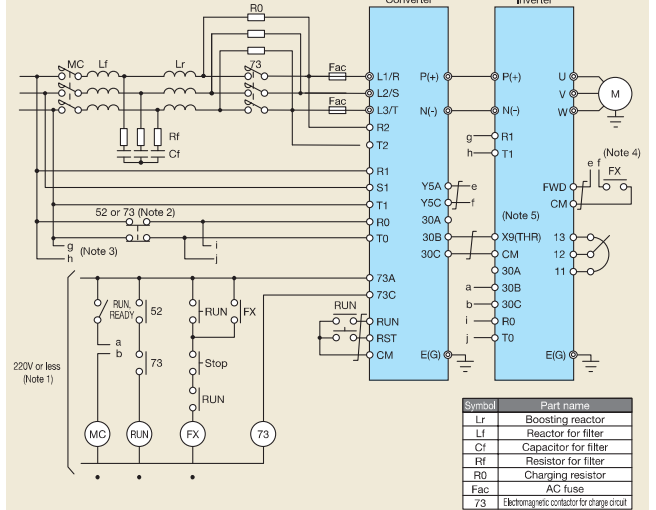 Converter
Inverter
R0
MC
Lf
Lr
73
Fac
L1/R
P(+)
P(+)
U
L2/S
V
M
Fac
L3/T
N(-)
N(-)
W
R2
Rf
T2
g
R1
Cf
h
T1
(Note 4)
R1
e f
FX
S1
Y5A
e
FWD
T1
Y5C
f
CM
52 or 73 (Note 2)
R0
30A
(Note 5)
T0
30B
X9(THR)
13
g
(Note 3)
i
30C
CM
12
h
j
30A
11
73A
a
30B
73C
b
30C
RUN,
READY
52
RUN
FX
RUN
RUN
i
R0
RST
j
T0
a
b
73
Stop
CM
E(G)
E(G)
220V or less
(Note 1)
RUN
MC
RUN
FX
73
Symbol Part name
Lr Boosting reactor
Lf Reactor for filter
Cf Capacitor for filter
Rf Resistor for filter
R0 Charging resistor
Fac AC fuse
73 Electromagnetic contactor for charge circuit